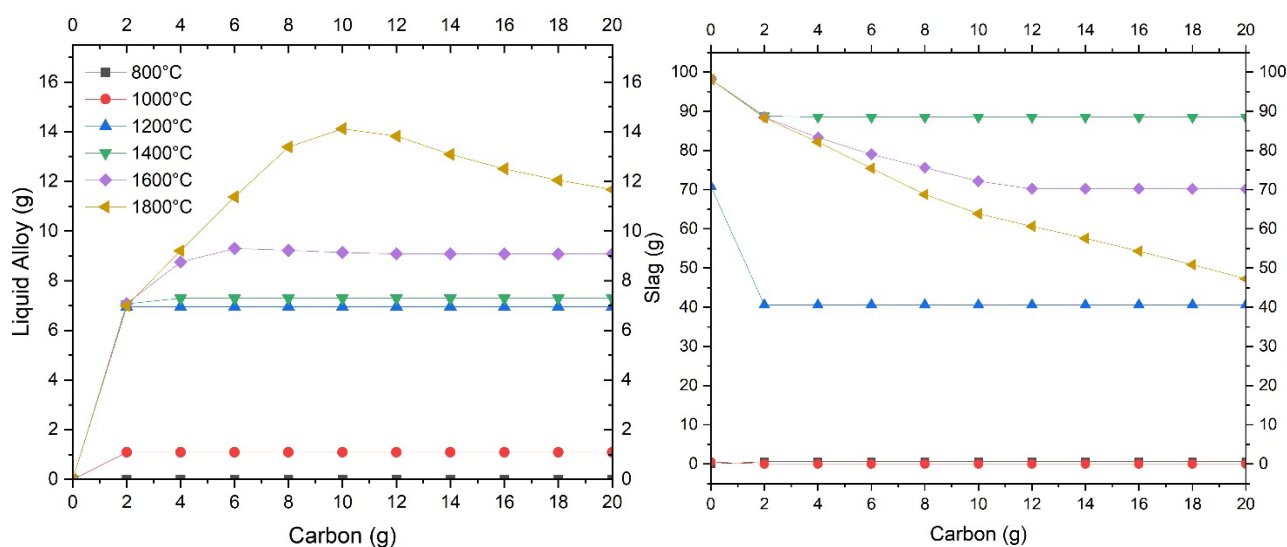 0 2 4 6 8 10 12 14 16 18 20
16 16
14 14
12 12
10 10
8 8
6 6
4 4
2 2
0 0
Liquid Alloy (g)
800°C
1000°C
1200°C
1400°C
1600°C
1800°C
0 2 4 6 8 10 12 14 16 18 20
Carbon (g)
0 2 4 6 8 10 12 14 16 18 20
100 100
90 90
80 80
70 70
60 60
50 50
40 40
30 30
20 20
10 10
0 0
Slag (g)
0 2 4 6 8 10 12 14 16 18 20
Carbon (g)